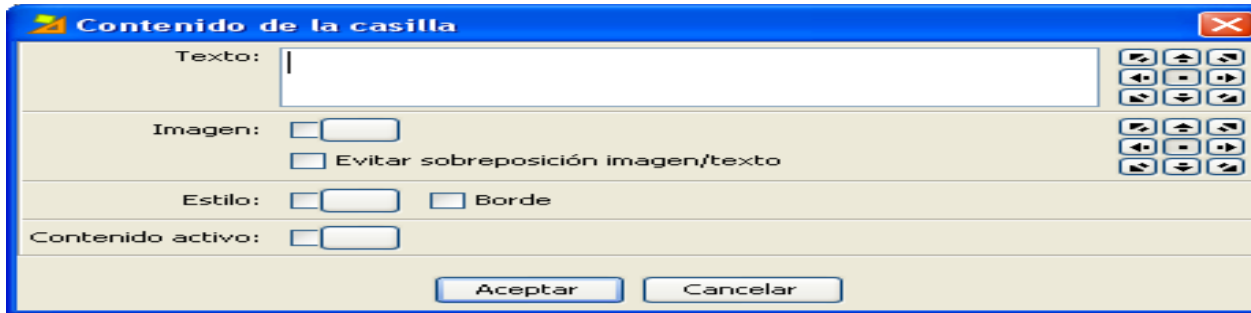 Contenido de la casilla
Texto:
Imagen:
Evitar sobreposición imagen/texto
Estilo:
Borde
Contenido activo:
Aceptar
Cancelar